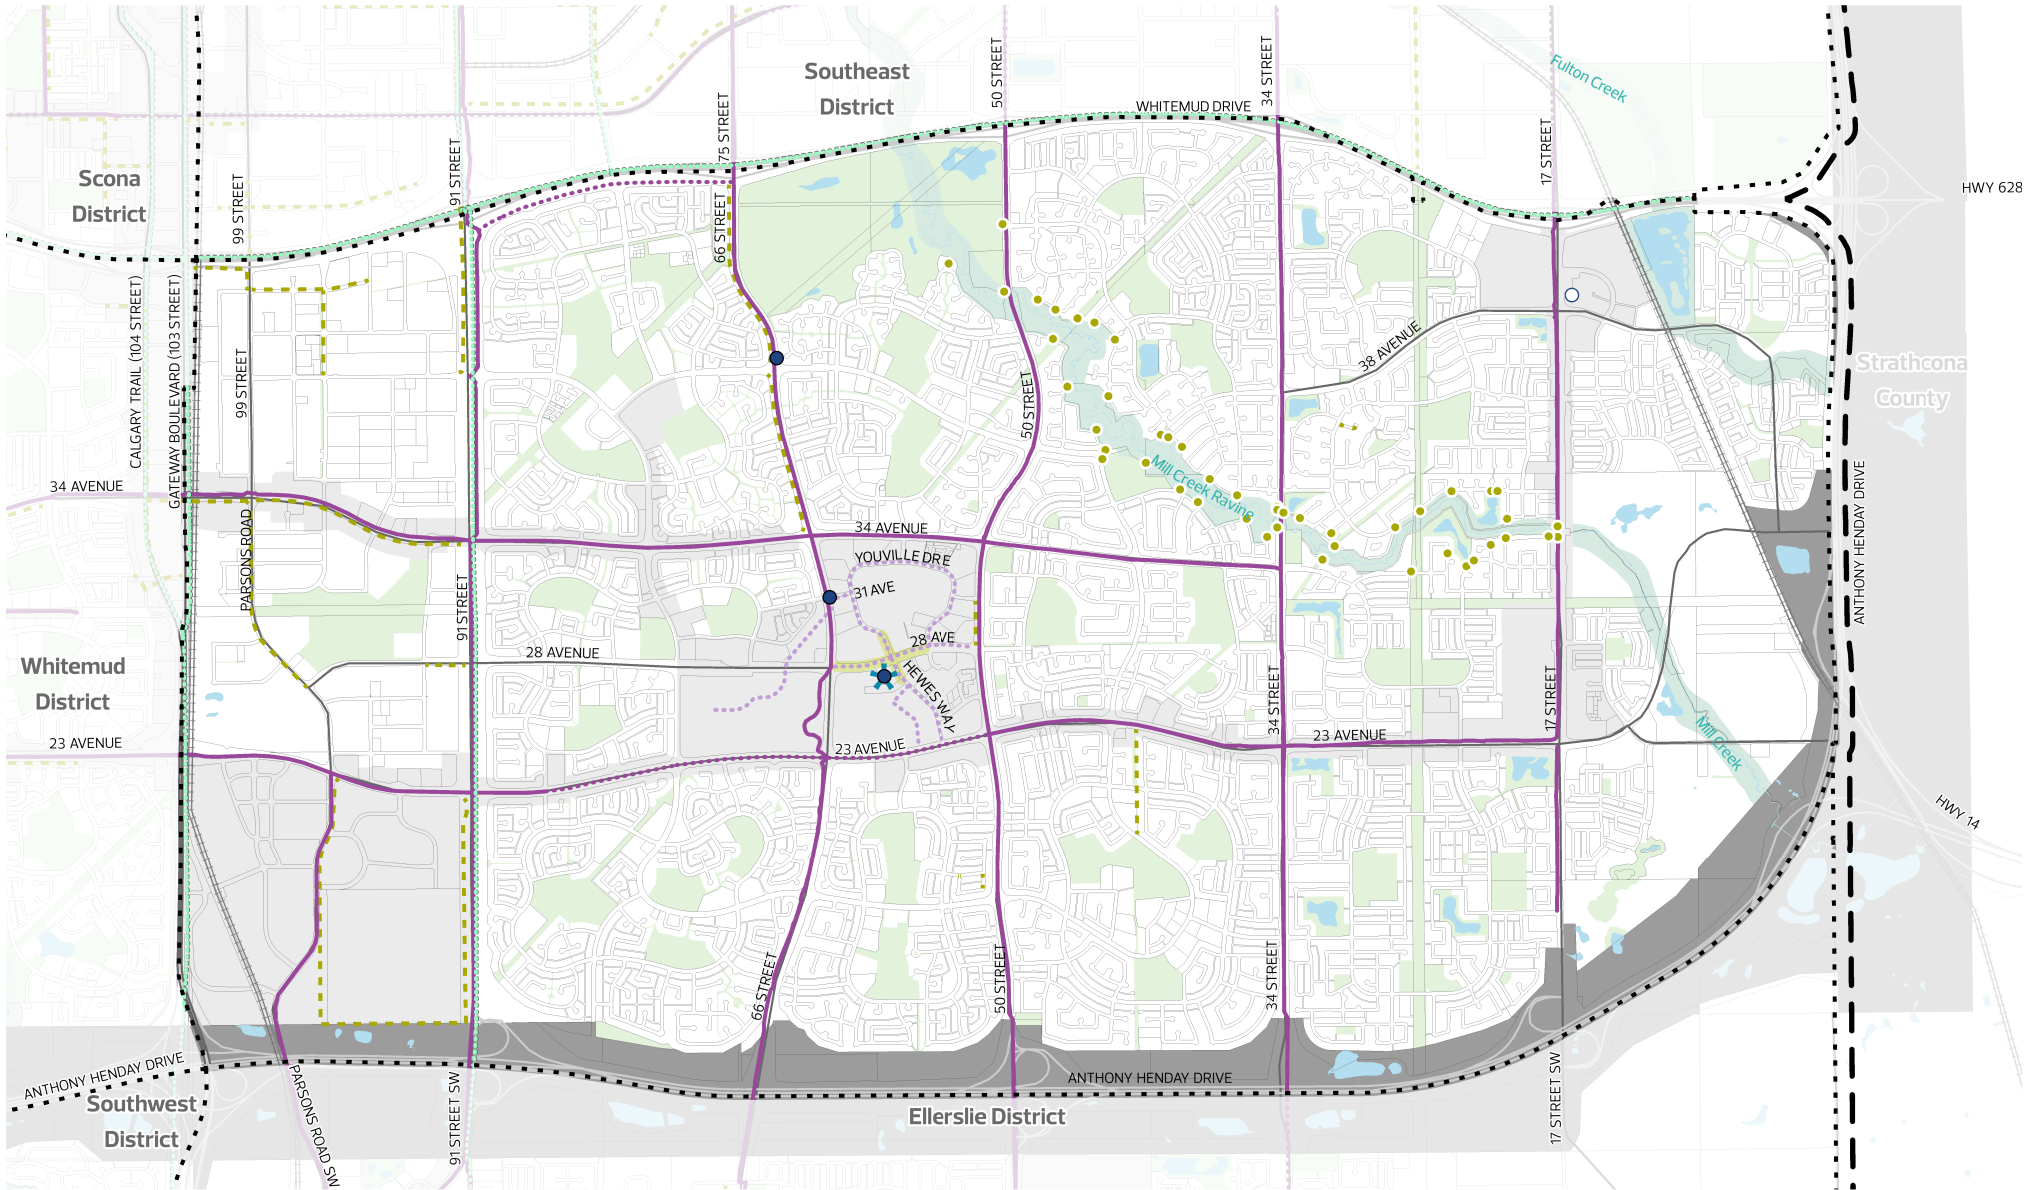 Southeast
District
Fulton Creek
50 STREET
34 STREET
WHITEMUD DRIVE
75 STREET
17 STREET
91 STREET
Scona
District
99 STREET
HWY 628
66 STREET
CALGARY TRAIL (104 STREET)
GATEWAY BOULEVARD (103 STREET)
99 STREET
38 AVENUE
Strathcona
County
50 STREET
34 AVENUE
Mill Creek Ravine
ANTHONY HENDAY DRIVE
PARSONS ROAD
34 AVENUE
YOUVILLE DR E
31 AVE
91 STREET
28 AVE
28 AVENUE
Whitemud
District
HEWES WAY
34 STREET
17 STREET
23 AVENUE
23 AVENUE
23 AVENUE
Mill Creek
HWY 14
66 STREET
50 STREET
34 STREET
ANTHONY HENDAY DRIVE
ANTHONY HENDAY DRIVE
Southwest
District
PARSONS ROAD SW
91 STREET SW
Ellerslie District
17 STREET SW